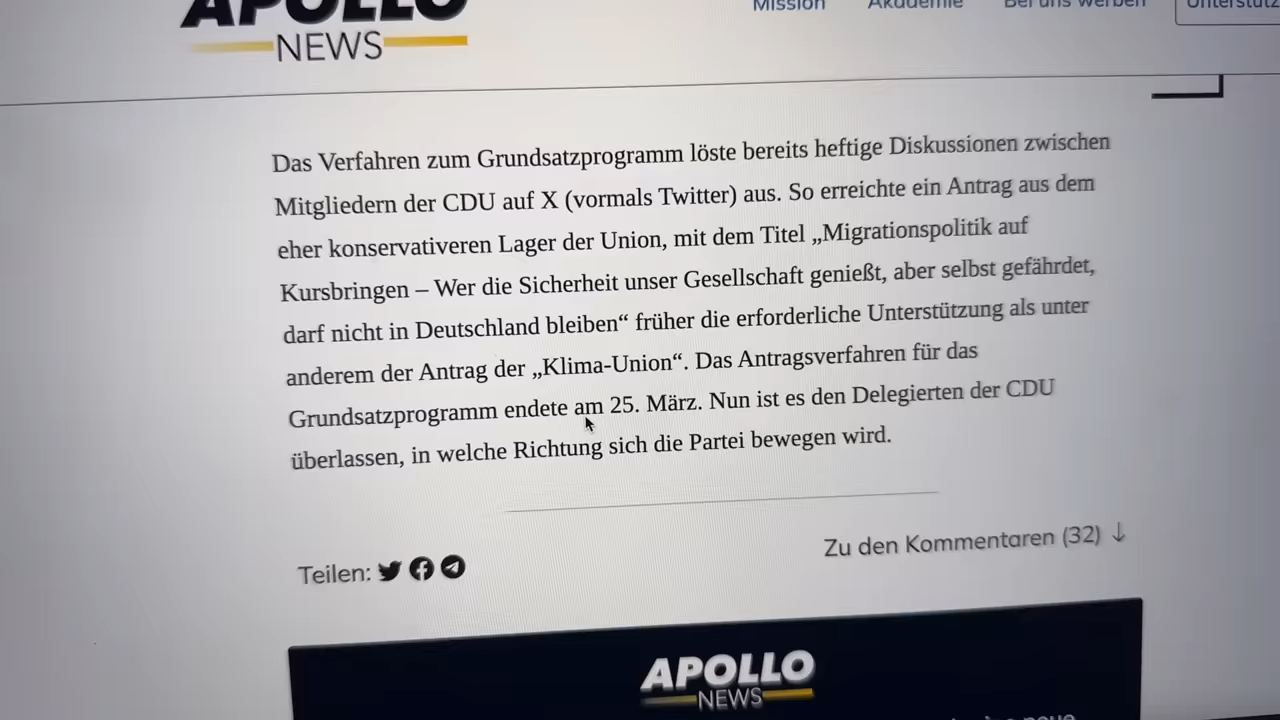 APOLLO
NEWS
Mission Akademie Bei uns werben
Das Verfahren zum Grundsatzprogramm löste bereits heftige Diskussionen zwischen
Mitgliedern der CDU auf X (vormals Twitter) aus. So erreichte ein Antrag aus dem
eher konservativeren Lager der Union, mit dem Titel „Migrationspolitik auf
Kursbringen – Wer die Sicherheit unser Gesellschaft genießt, aber selbst gefährdet,
darf nicht in Deutschland bleiben“ früher die erforderliche Unterstützung als unter
anderem der Antrag der „Klima-Union“. Das Antragsverfahren für das
Grundsatzprogramm endete am 25. März. Nun ist es den Delegierten der CDU
überlassen, in welche Richtung sich die Partei bewegen wird.
Zu den Kommentaren (32) ↓
Teilen:
APOLLO
NEWS